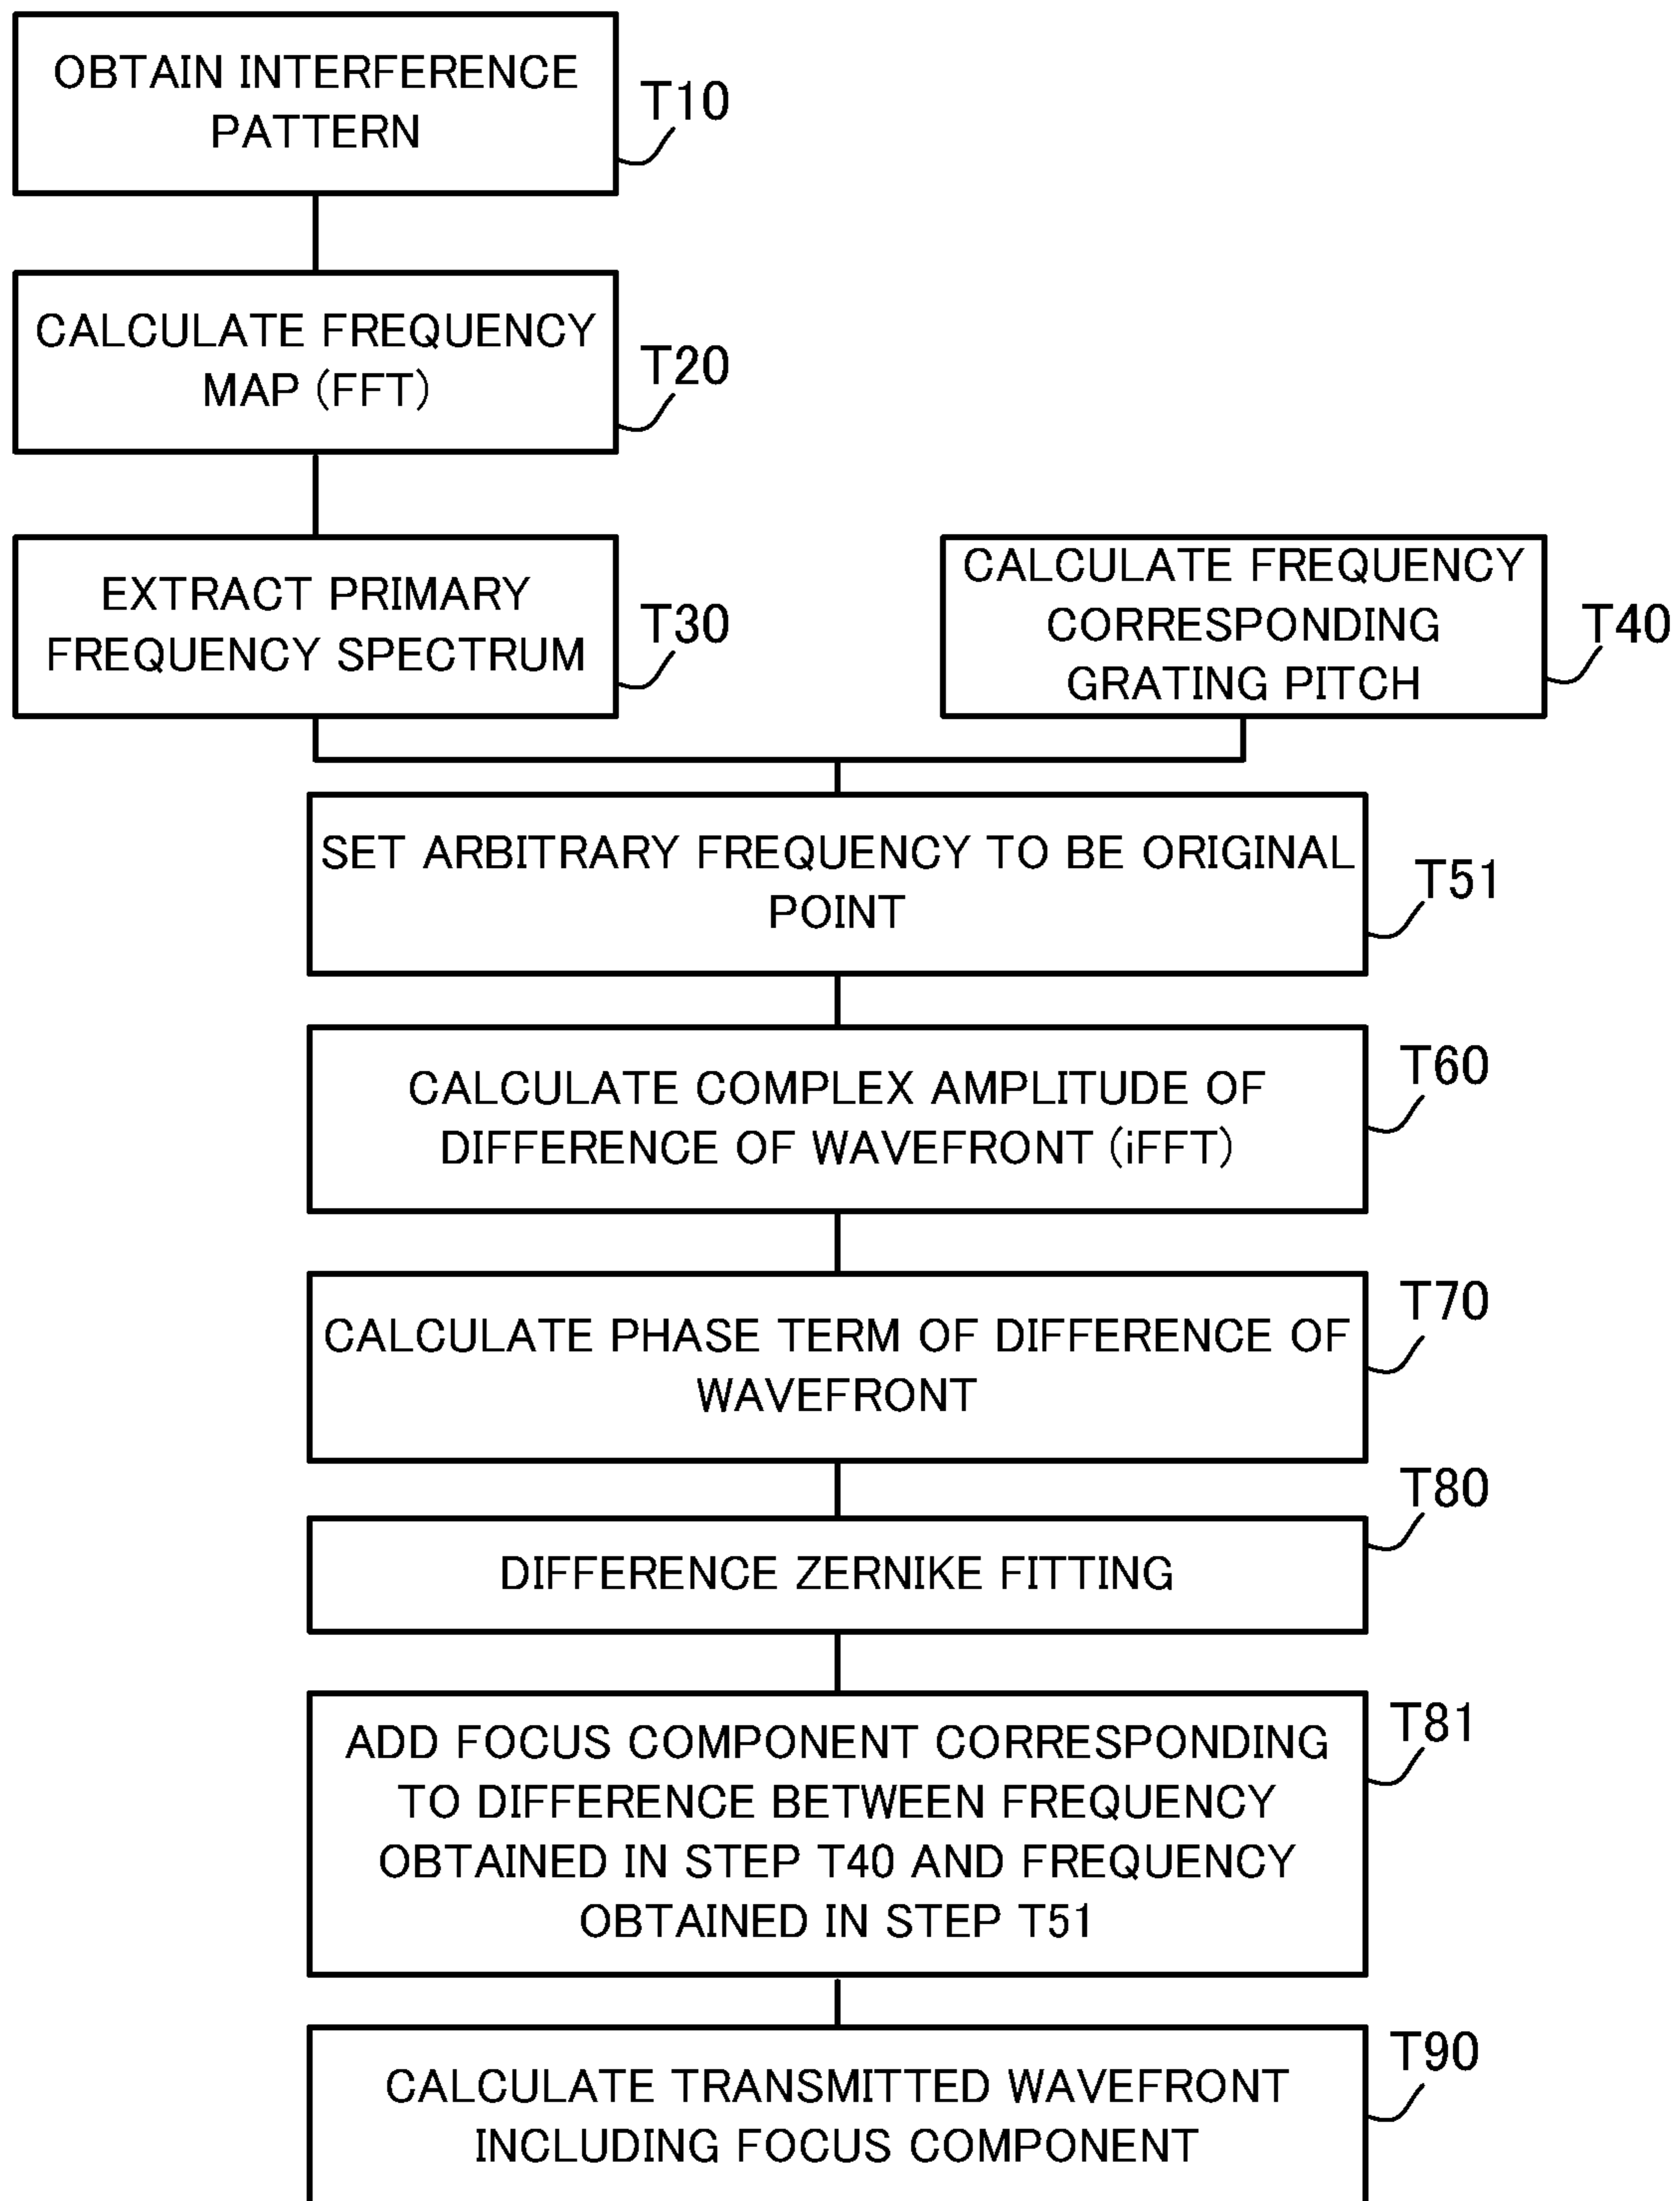 OBTAIN INTERFERENCE
PATTERN
T10
CALCULATE FREQUENCY
MAP (FFT)
T20
EXTRACT PRIMARY
FREQUENCY SPECTRUM
T30
CALCULATE FREQUENCY
CORRESPONDING
GRATING PITCH
T40
SET ARBITRARY FREQUENCY TO BE ORIGINAL
POINT
T51
CALCULATE COMPLEX AMPLITUDE OF
DIFFERENCE OF WAVEFRONT (iFFT)
T60
CALCULATE PHASE TERM OF DIFFERENCE OF
WAVEFRONT
T70
DIFFERENCE ZERNIKE FITTING
T80
ADD FOCUS COMPONENT CORRESPONDING
TO DIFFERENCE BETWEEN FREQUENCY
OBTAINED IN STEP T40 AND FREQUENCY
OBTAINED IN STEP T51
T81
CALCULATE TRANSMITTED WAVEFRONT
INCLUDING FOCUS COMPONENT
T90